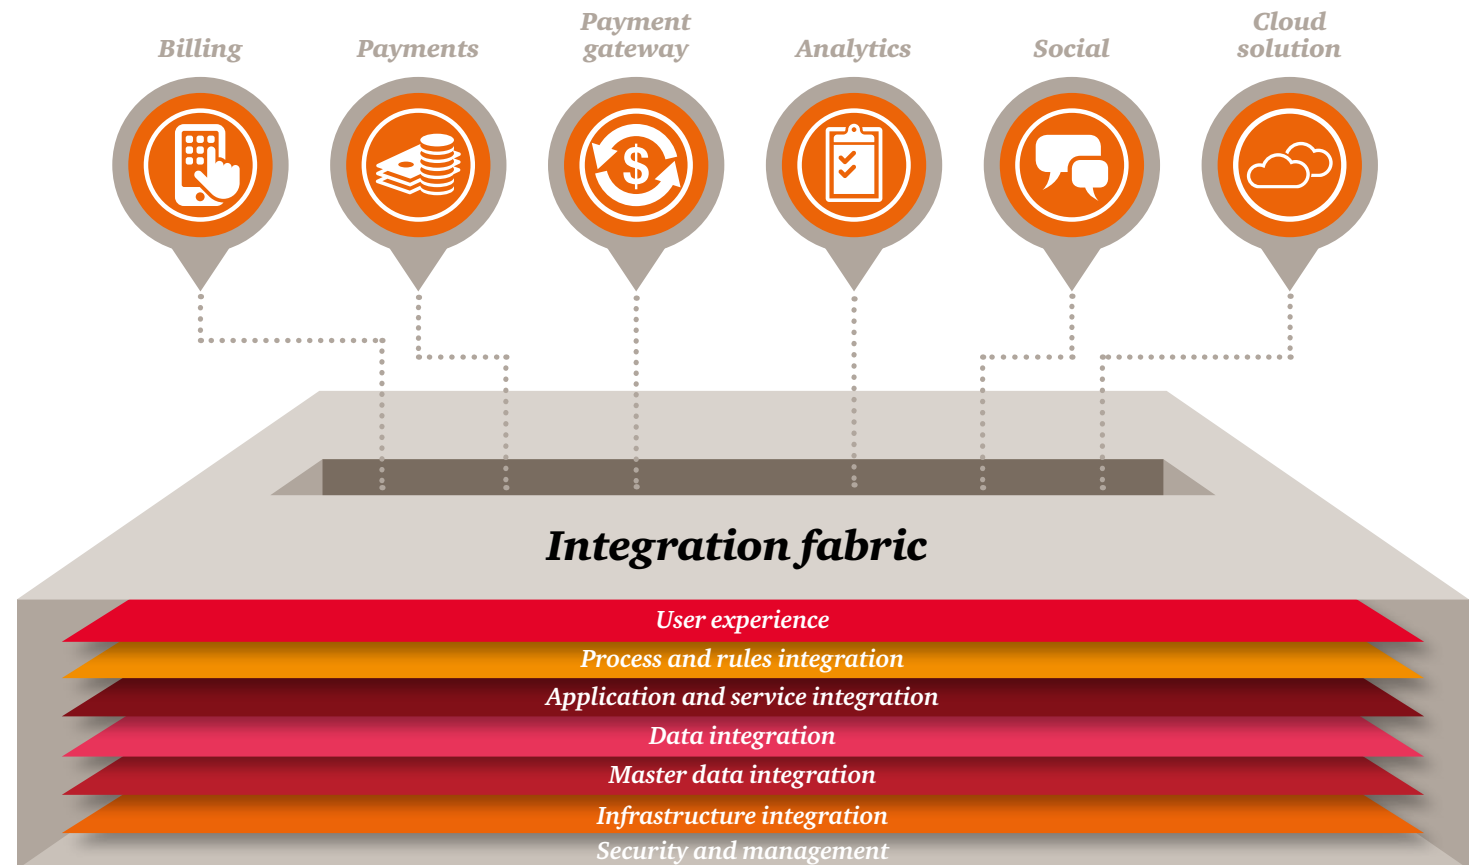 Billing
Payments
Payment
gateway
Analytics
Social
Cloud
solution
$
Integration fabric
User experience
Process and rules integration
Application and service integration
Data integration
Master data integration
Infrastructure integration
Security and management